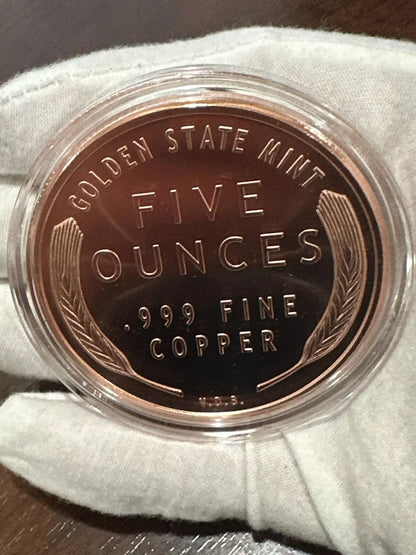 GOLDEN STATE MINT
FIVE
OUNCES
.999 FINE
COPPER
V.D.B.